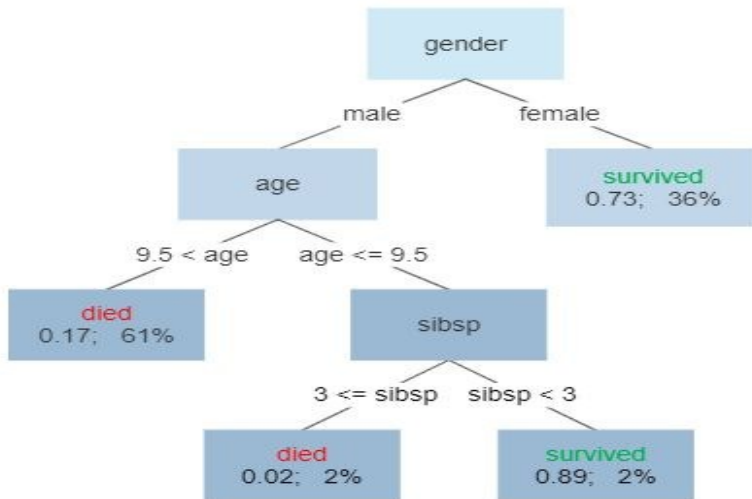 gender
male
female
age
survived
0.73; 36%
9.5 < age
age <= 9.5
died
0.17; 61%
sibsp
3 <= sibsp
sibsp < 3
died
0.02; 2%
survived
0.89; 2%